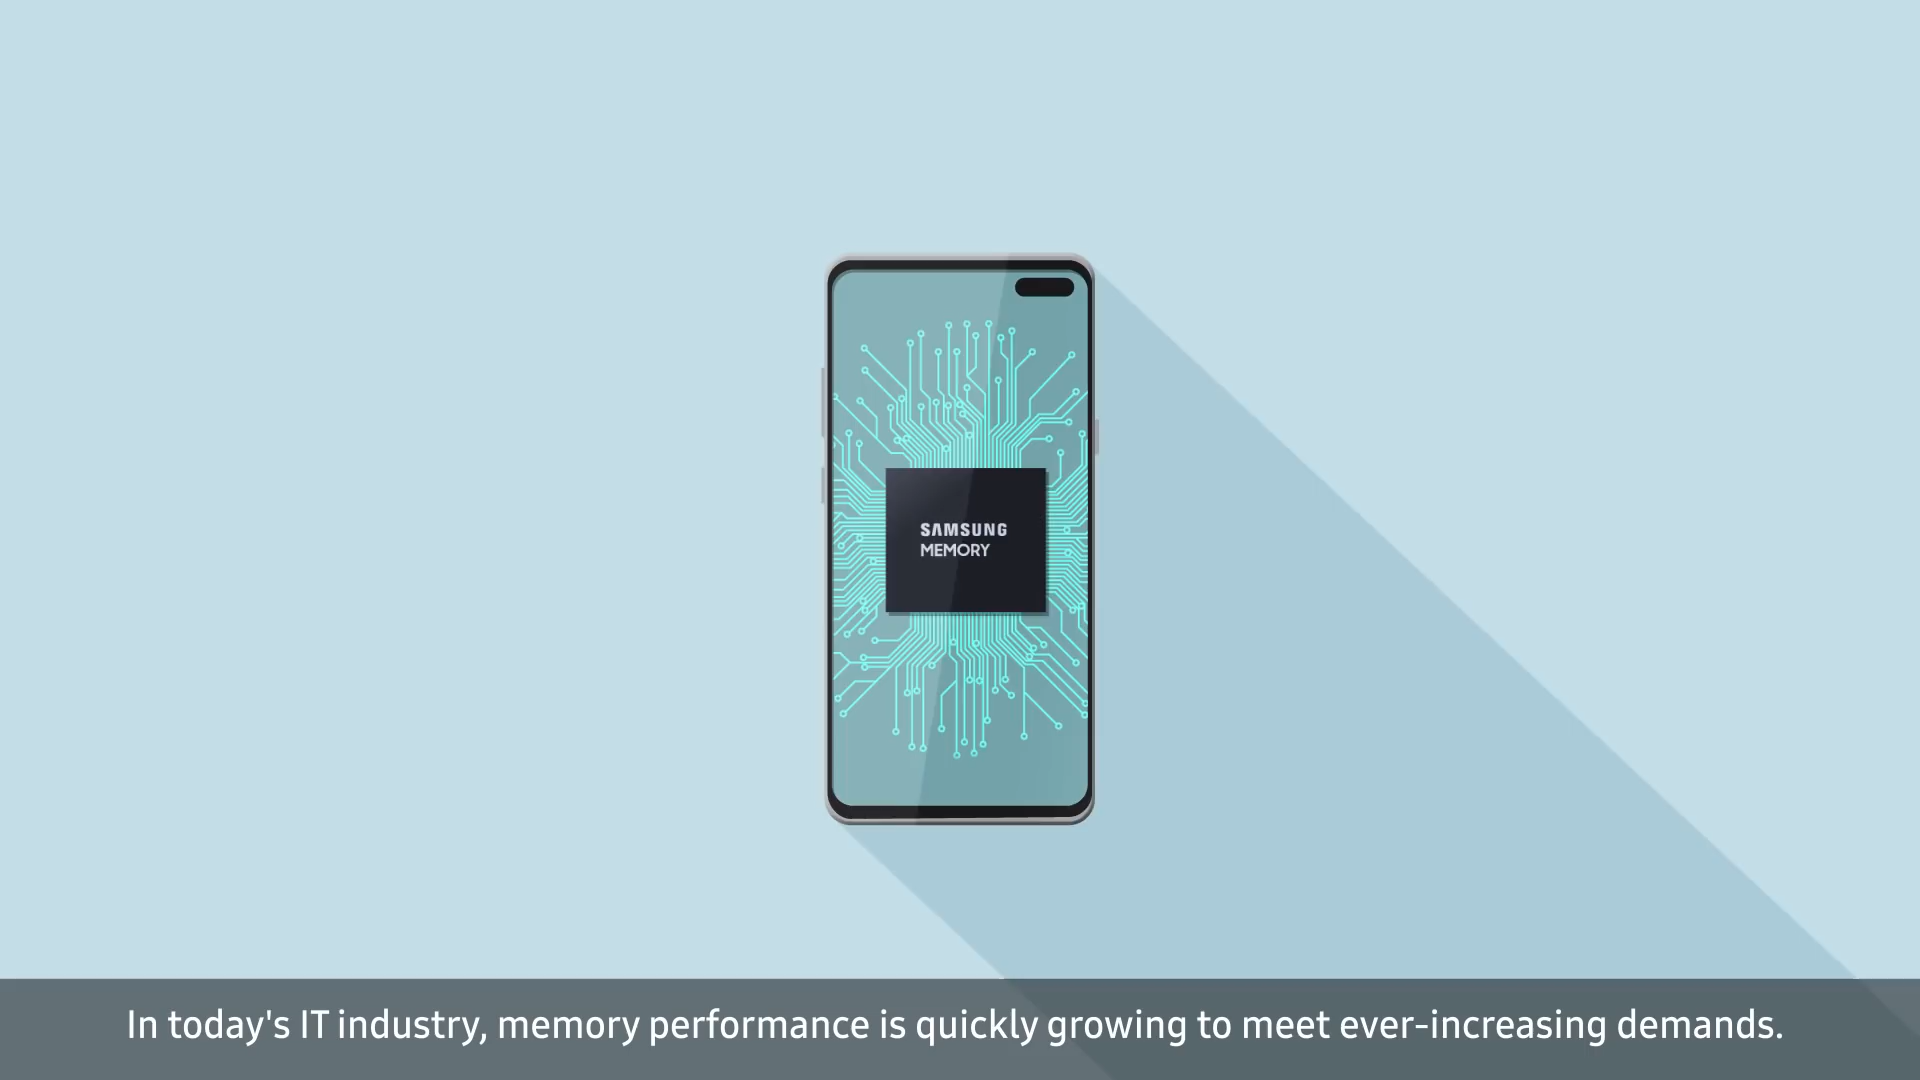 SAMSUNG
MEMORY
In today's IT industry, memory performance is quickly growing to meet ever-increasing demands.